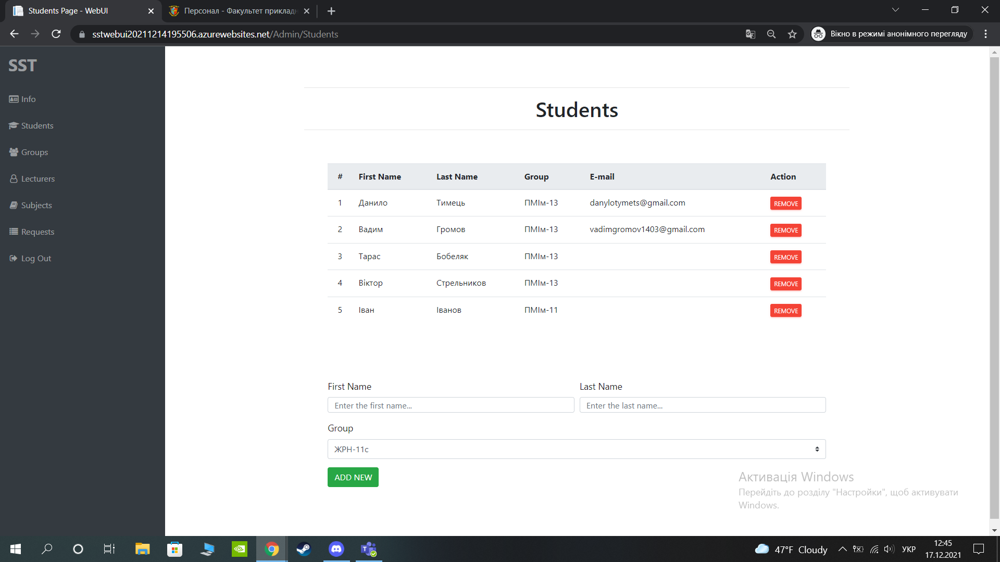 Students Page - WebUI
Персонал - Факультет приклад
sstwebui20211214195506.azurewebsites.net/Admin/Students
Вікно в режимі анонімного перегляду
SST
Info
Students
Groups
Lecturers
Subjects
Requests
Log Out
Students
# First Name Last Name Group E-mail Action
1 Данило Тимець ПМІм-13 danylotymets@gmail.com REMOVE
2 Вадим Громов ПМІм-13 vadimgromov1403@gmail.com REMOVE
3 Тарас Бобеляк ПМІм-13 REMOVE
4 Віктор Стрельников ПМІм-13 REMOVE
5 Іван Іванов ПМІм-11 REMOVE
First Name Last Name
Enter the first name... Enter the last name...
Group
ЖРН-11с
ADD NEW
Активація Windows
Перейдіть до розділу "Настройки", щоб активувати
Windows.
47°F Cloudy
УКР
12:45
17.12.2021